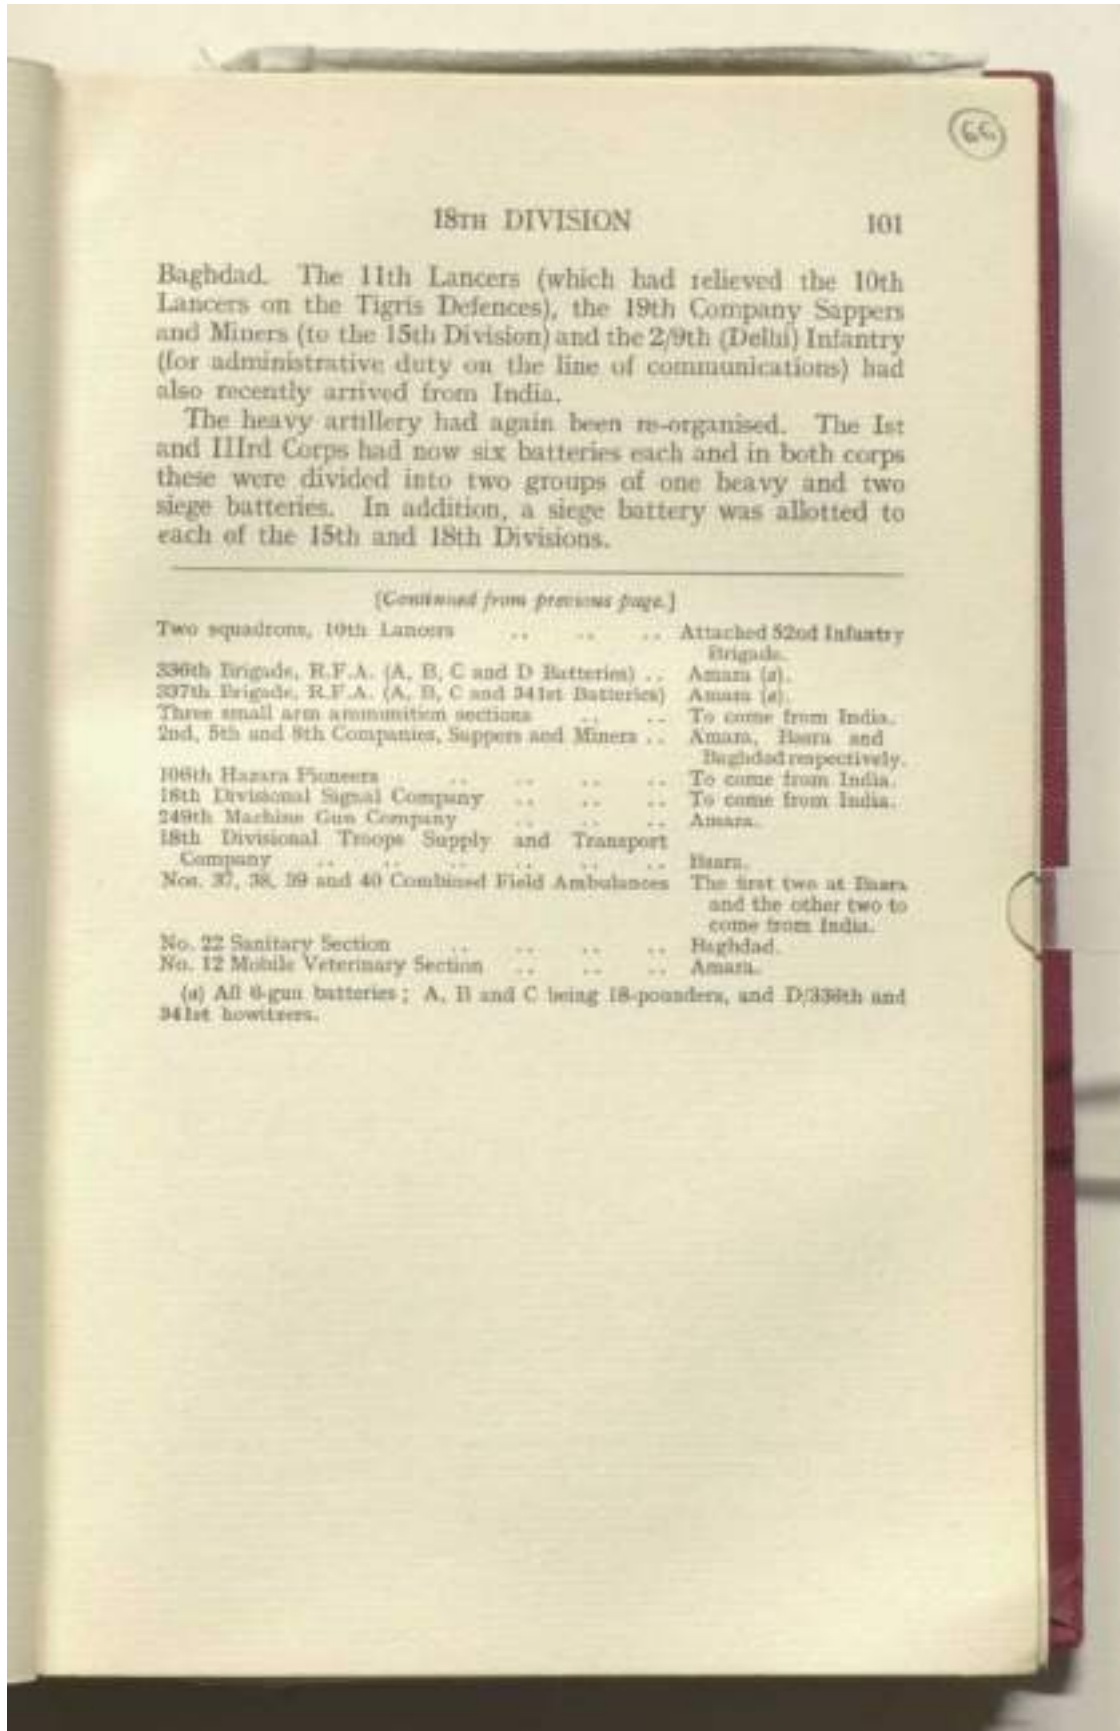 66
18TH DIVISION 101
Baghdad. The 11th Lancers (which had relieved the 10th
Lancers on the Tigris Defences), the 19th Company Sappers
and Miners (to the 15th Division) and the 2/9th (Delhi) Infantry
(for administrative duty on the line of communications) had
also recently arrived from India.
The heavy artillery had again been re-organised. The Ist
and IIIrd Corps had now six batteries each and in both corps
these were divided into two groups of one heavy and two
siege batteries. In addition, a siege battery was allotted to
each of the 15th and 18th Divisions.
(Continued from previous page.)
Two squadrons, 10th Lancers .. .. .. Attached 52nd Infantry
Brigade.
336th Brigade, R.F.A. (A, B, C and D Batteries) .. Amara (a).
337th Brigade, R.F.A. (A, B, C and 341st Batteries) Amara (a).
Three small arm ammunition sections .. .. To come from India.
2nd, 5th and 8th Companies, Sappers and Miners .. Amara, Basra and
Baghdad respectively.
106th Hazara Pioneers .. .. .. .. To come from India.
18th Divisional Signal Company .. .. .. To come from India.
249th Machine Gun Company .. .. .. Amara.
18th Divisional Troops Supply and Transport
Company .. .. .. .. .. .. Basra.
Nos. 37, 38, 39 and 40 Combined Field Ambulances The first two at Basra
and the other two to
come from India.
No. 22 Sanitary Section .. .. .. .. Baghdad.
No. 12 Mobile Veterinary Section .. .. .. Amara.
(a) All 6-gun batteries; A, B and C being 18-pounders, and D/336th and
341st howitzers.